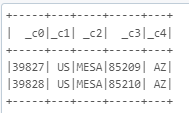 +-----+---+----+-----+---+
|  _c0|_c1| _c2|  _c3|_c4|
+-----+---+----+-----+---+
|39827| US|MESA|85209| AZ|
|39828| US|MESA|85210| AZ|
+-----+---+----+-----+---+